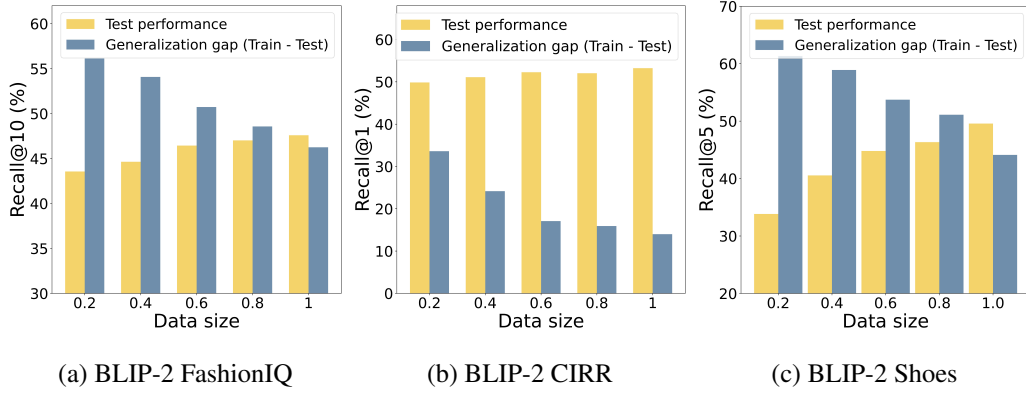 60
55
50
45
40
35
30
Recall@10 (%)
Test performance
Generalization gap (Train - Test)
0.2 0.4 0.6 0.8 1
Data size
(a) BLIP-2 FashionIQ
60
50
40
30
20
10
0
Recall@1 (%)
Test performance
Generalization gap (Train - Test)
0.2 0.4 0.6 0.8 1
Data size
(b) BLIP-2 CIRR
70
60
50
40
30
20
Recall@5 (%)
Test performance
Generalization gap (Train - Test)
0.2 0.4 0.6 0.8 1.0
Data size
(c) BLIP-2 Shoes